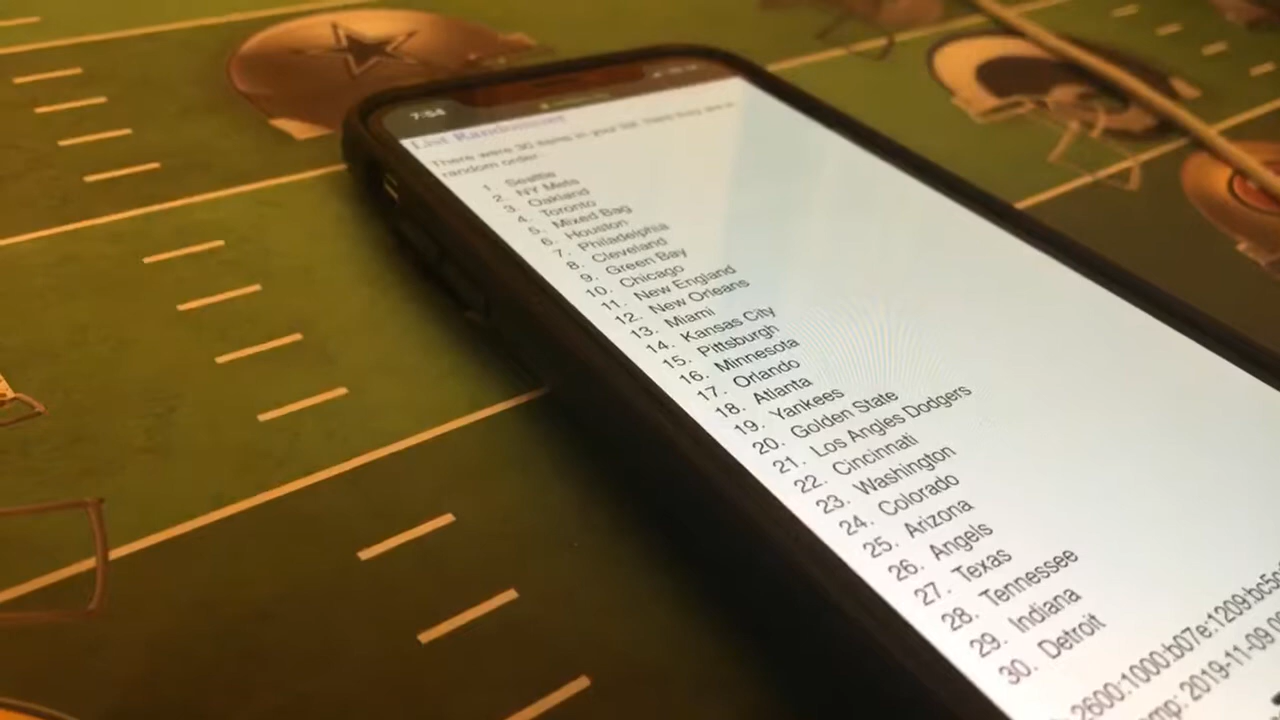 7:54
List Randomizer
There were 30 items in your list. Here they are in
random order:
1. Seattle
2. NY Mets
3. Oakland
4. Toronto
5. Mixed Bag
6. Houston
7. Philadelphia
8. Cleveland
9. Green Bay
10. Chicago
11. New England
12. New Orleans
13. Miami
14. Kansas City
15. Pittsburgh
16. Minnesota
17. Orlando
18. Atlanta
19. Yankees
20. Golden State
21. Los Angles Dodgers
22. Cincinnati
23. Washington
24. Colorado
25. Arizona
26. Angels
27. Texas
28. Tennessee
29. Indiana
30. Detroit
2600:1000:b07e:1209:bc5
mp: 2019-11-09